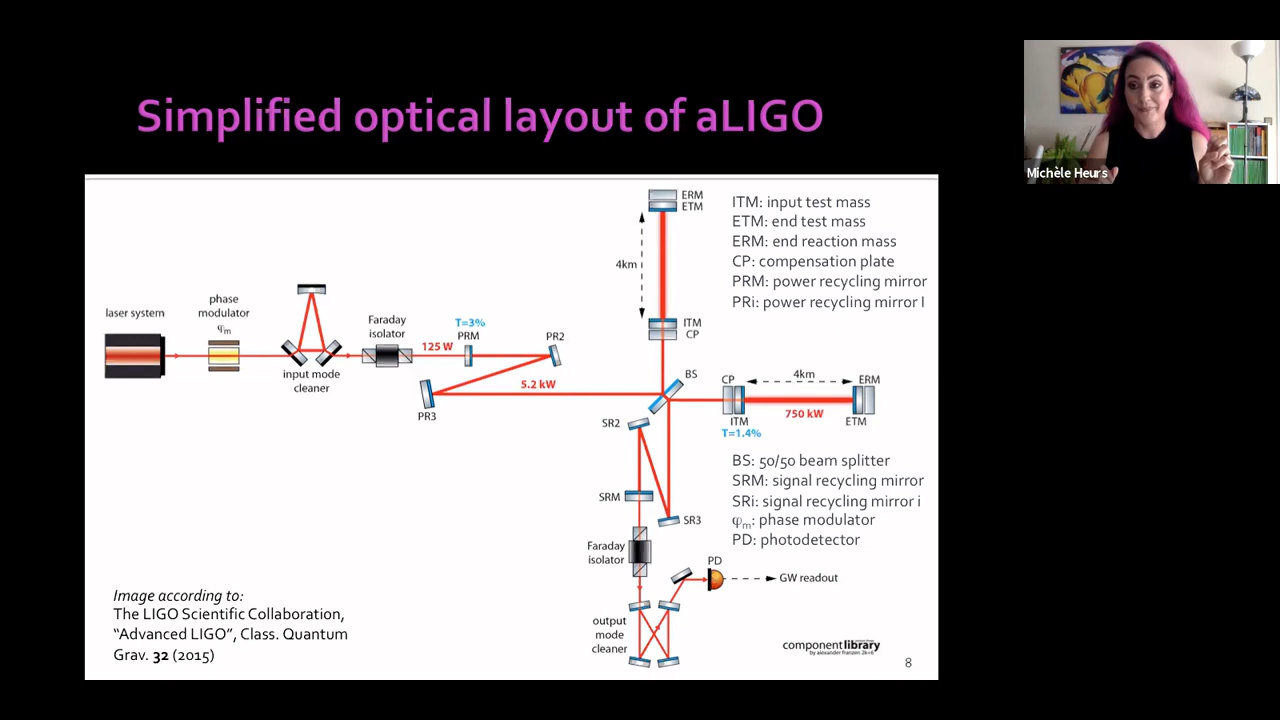 Simplified optical layout of aLIGO
Michèle Heurs
ERM
ETM
4km
ITM
CP
ITM: input test mass
ETM: end test mass
ERM: end reaction mass
CP: compensation plate
PRM: power recycling mirror
PRi: power recycling mirror I
laser system
phase
modulator
φm
input mode
cleaner
Faraday
isolator
125 W
T=3%
PRM
PR2
PR3
5.2 kW
BS
CP
4km
ERM
ITM
T=1.4%
750 kW
ETM
SR2
SRM
SR3
Faraday
isolator
BS: 50/50 beam splitter
SRM: signal recycling mirror
SRi: signal recycling mirror i
φm: phase modulator
PD: photodetector
PD
GW readout
output
mode
cleaner
Image according to:
The LIGO Scientific Collaboration,
“Advanced LIGO”, Class. Quantum
Grav. 32 (2015)
componentlibrary
by alexander franzen
8